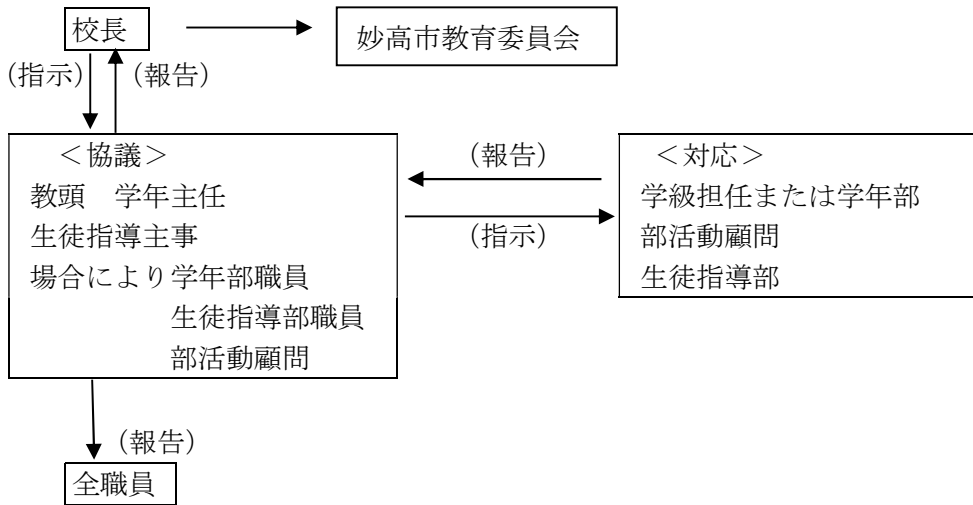 校長
妙高市教育委員会
(指示)
(報告)
＜協議＞
教頭　学年主任
生徒指導主事
場合により学年部職員
生徒指導部職員
部活動顧問
(報告)
(指示)
＜対応＞
学級担任または学年部
部活動顧問
生徒指導部
(報告)
全職員